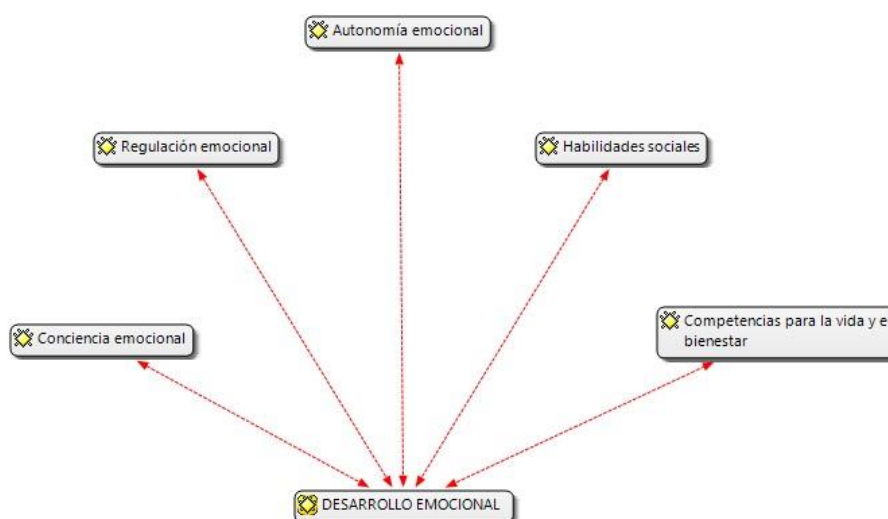 Autonomía emocional
Regulación emocional
Habilidades sociales
Conciencia emocional
Competencias para la vida y e
bienestar
DESARROLLO EMOCIONAL